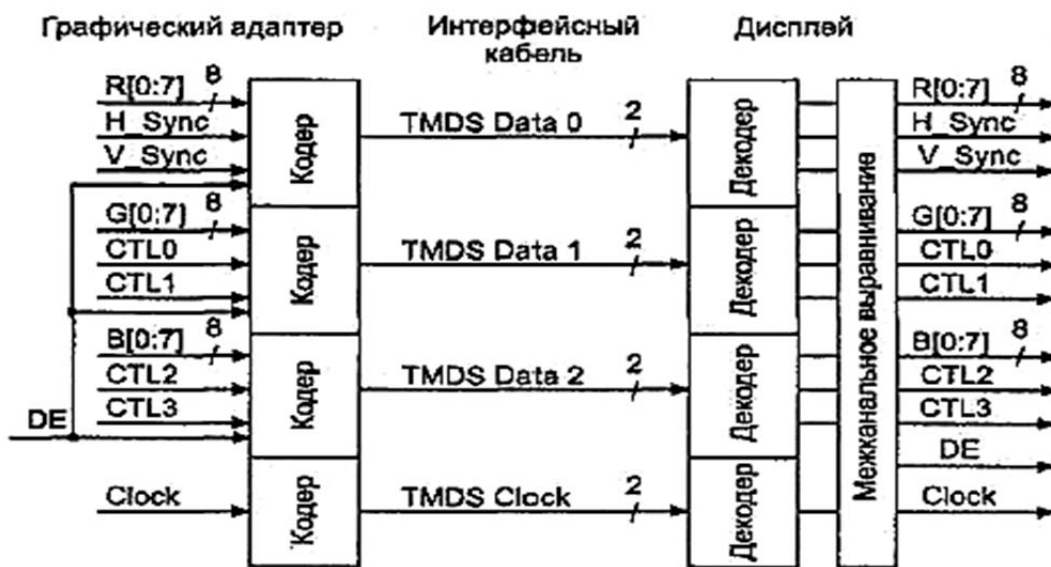 Графический адаптер
Интерфейсный кабель
Дисплей
R[0:7] 8
H_Sync
V_Sync
Кодер
TMDS Data 0 2
Декодер
R[0:7] 8
H_Sync
V_Sync
G[0:7] 8
CTL0
CTL1
Кодер
TMDS Data 1 2
Декодер
G[0:7] 8
CTL0
CTL1
B[0:7] 8
CTL2
CTL3
DE
Кодер
TMDS Data 2 2
Декодер
B[0:7] 8
CTL2
CTL3
DE
Clock
Кодер
TMDS Clock 2
Декодер
Clock
Межканальное выравнивание